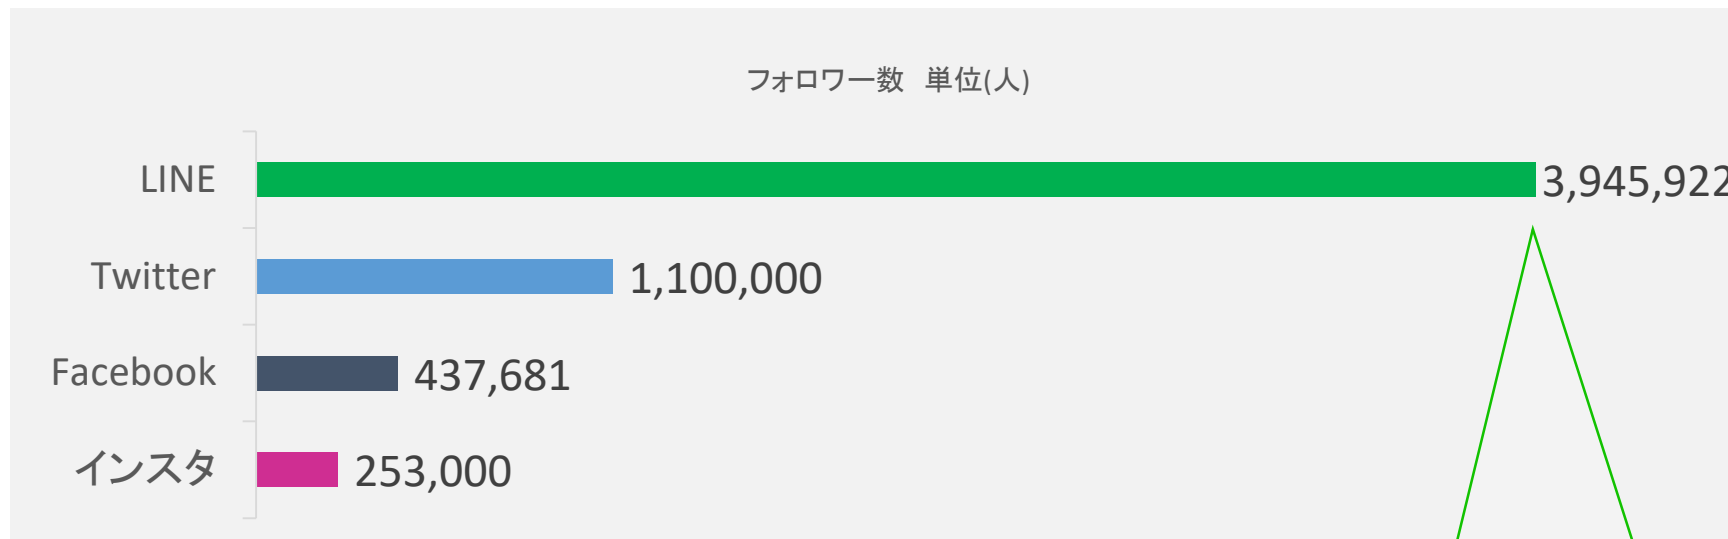 フォロワー数　単位(人)
LINE
3,945,922
Twitter
1,100,000
Facebook
437,681
インスタ
253,000